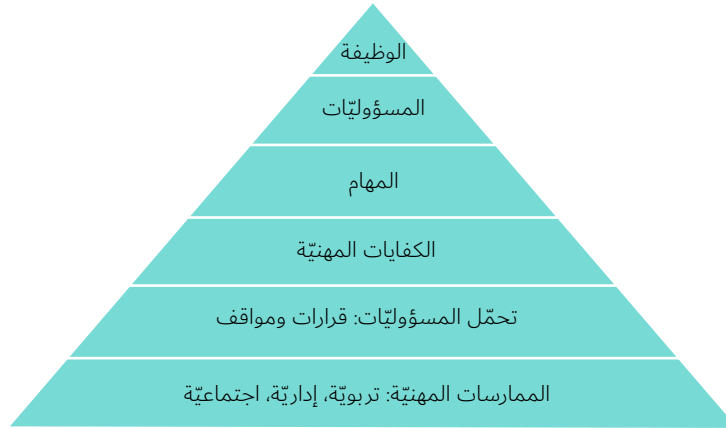 الوظيفة
المسؤوليّات
المهام
الكفايات المهنيّة
تحمّل المسؤوليّات: قرارات ومواقف
الممارسات المهنيّة: تربويّة، إداريّة، اجتماعيّة